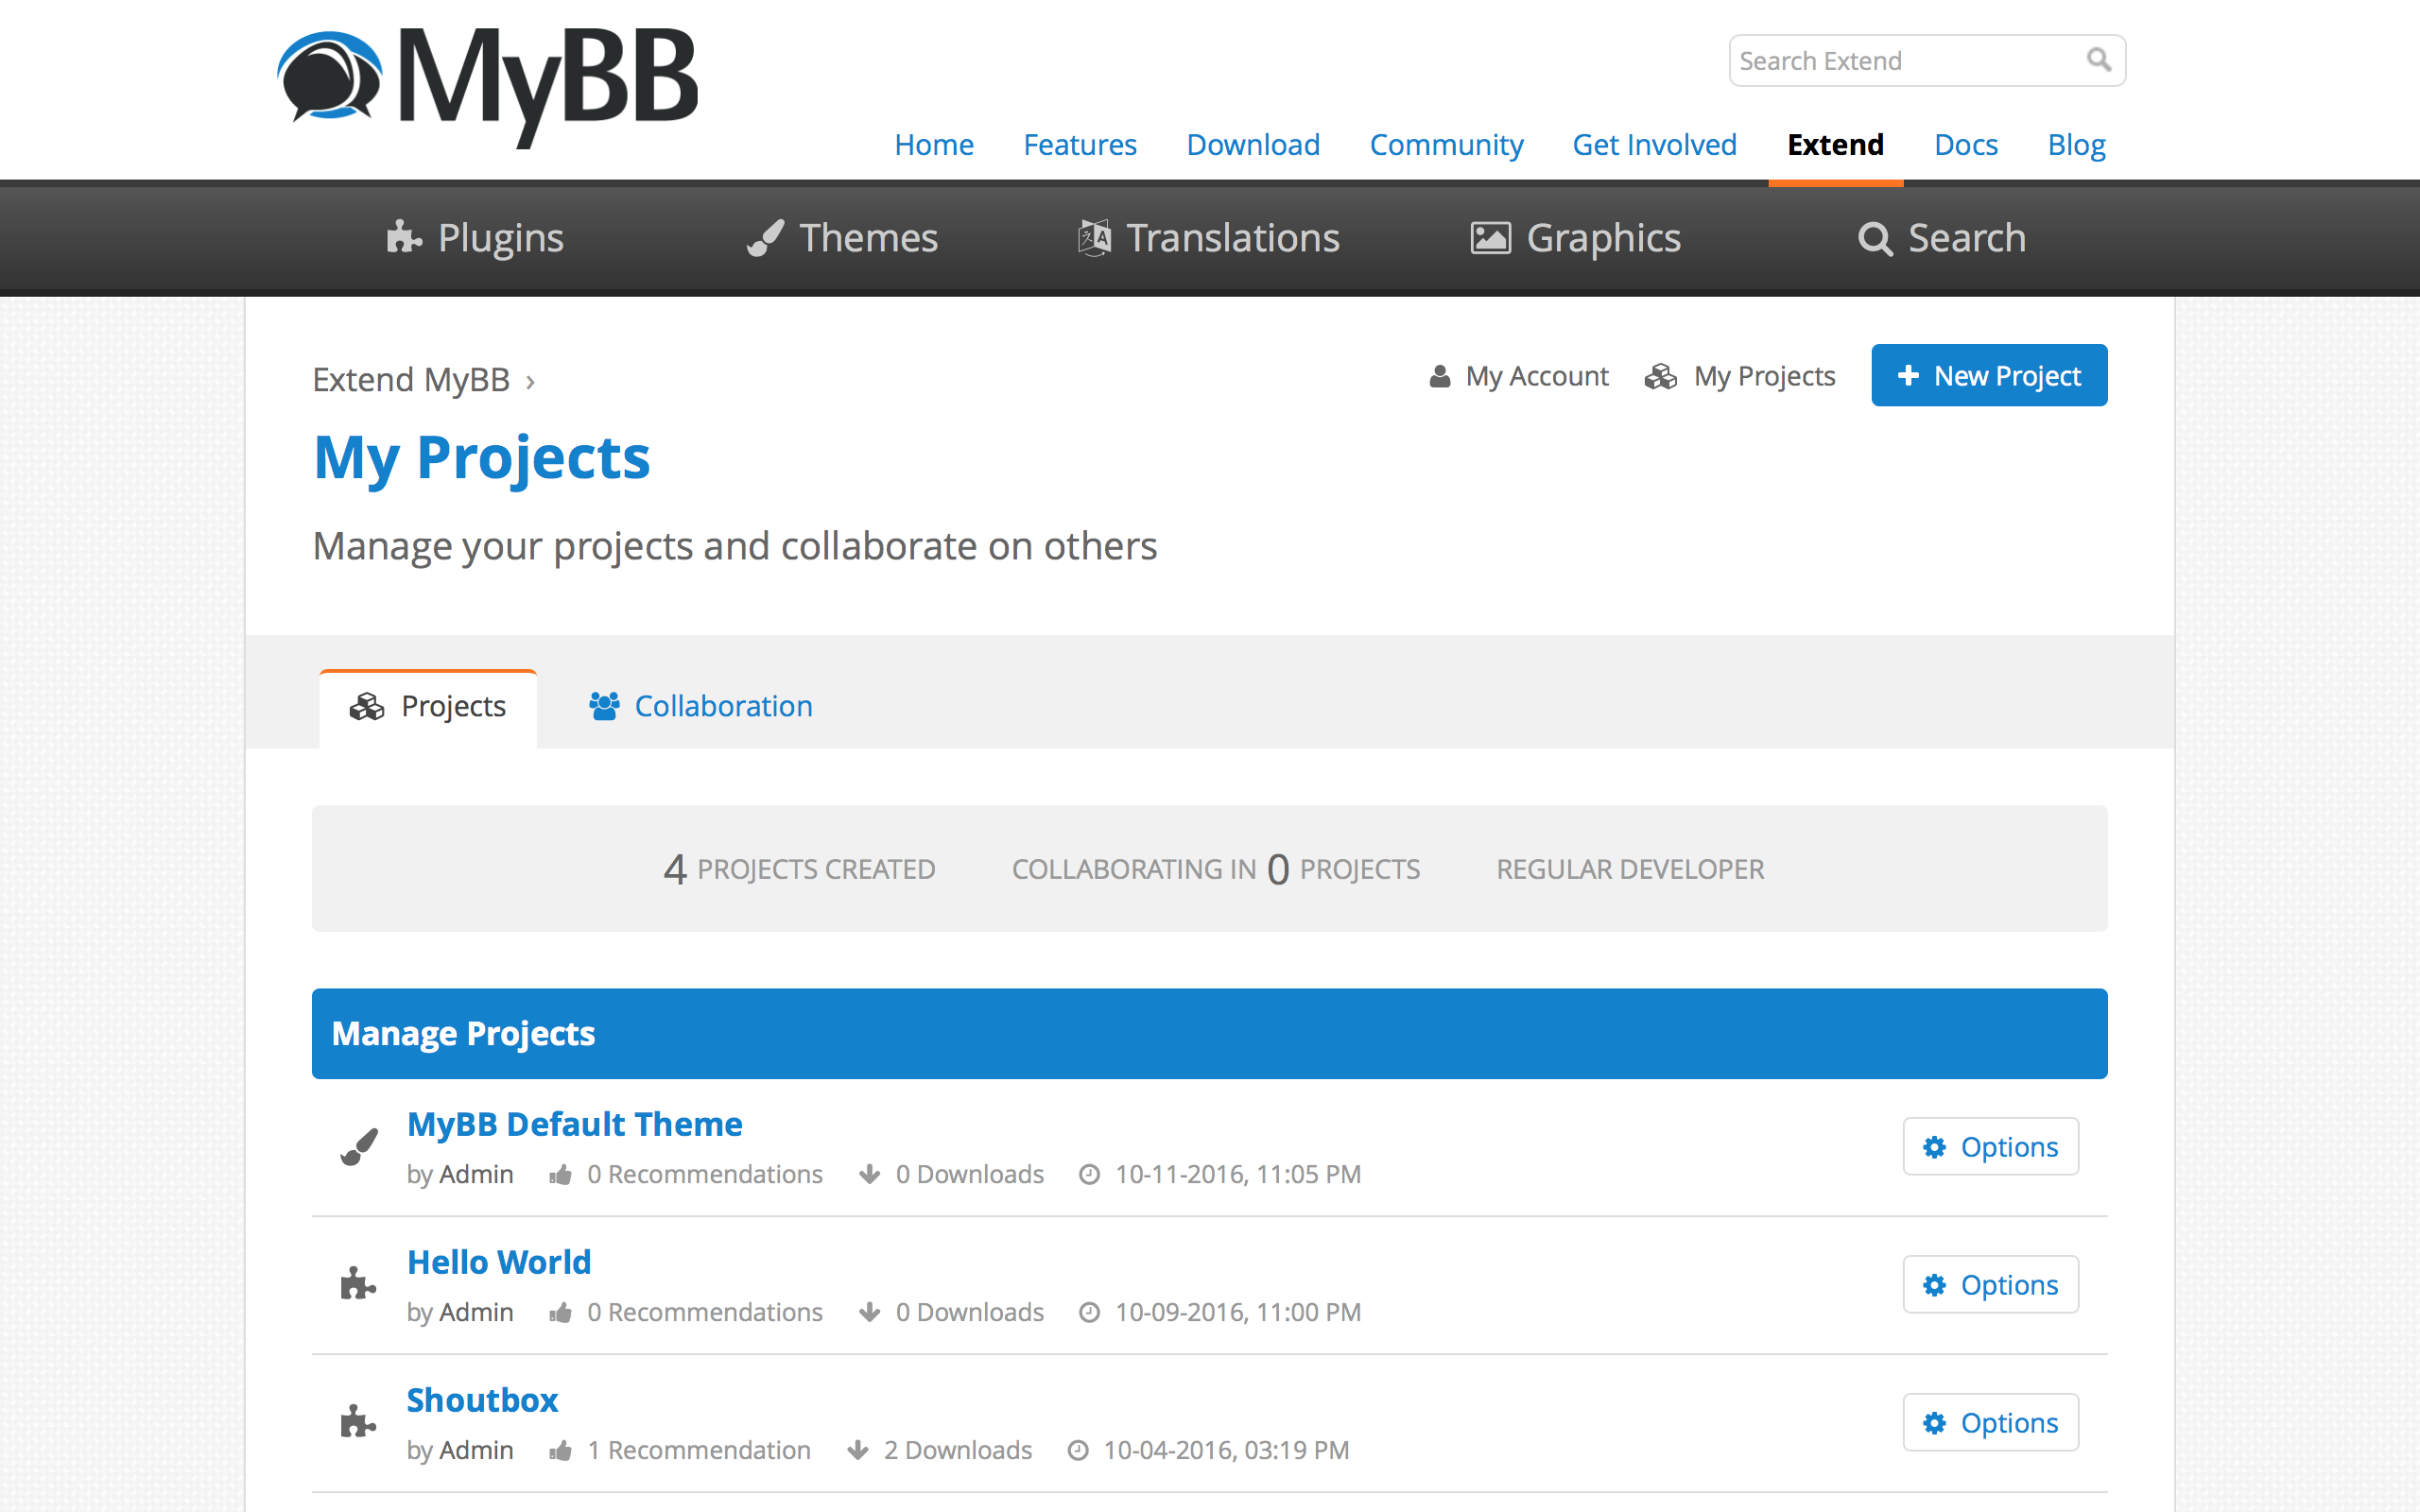 MyBB
Search Extend
Home Features Download Community Get Involved Extend Docs Blog
Plugins Themes Translations Graphics Search
Extend MyBB ›
My Account My Projects New Project
My Projects
Manage your projects and collaborate on others
Projects Collaboration
4 PROJECTS CREATED COLLABORATING IN 0 PROJECTS REGULAR DEVELOPER
Manage Projects
MyBB Default Theme
by Admin 0 Recommendations 0 Downloads 10-11-2016, 11:05 PM
Options
Hello World
by Admin 0 Recommendations 0 Downloads 10-09-2016, 11:00 PM
Options
Shoutbox
by Admin 1 Recommendation 2 Downloads 10-04-2016, 03:19 PM
Options